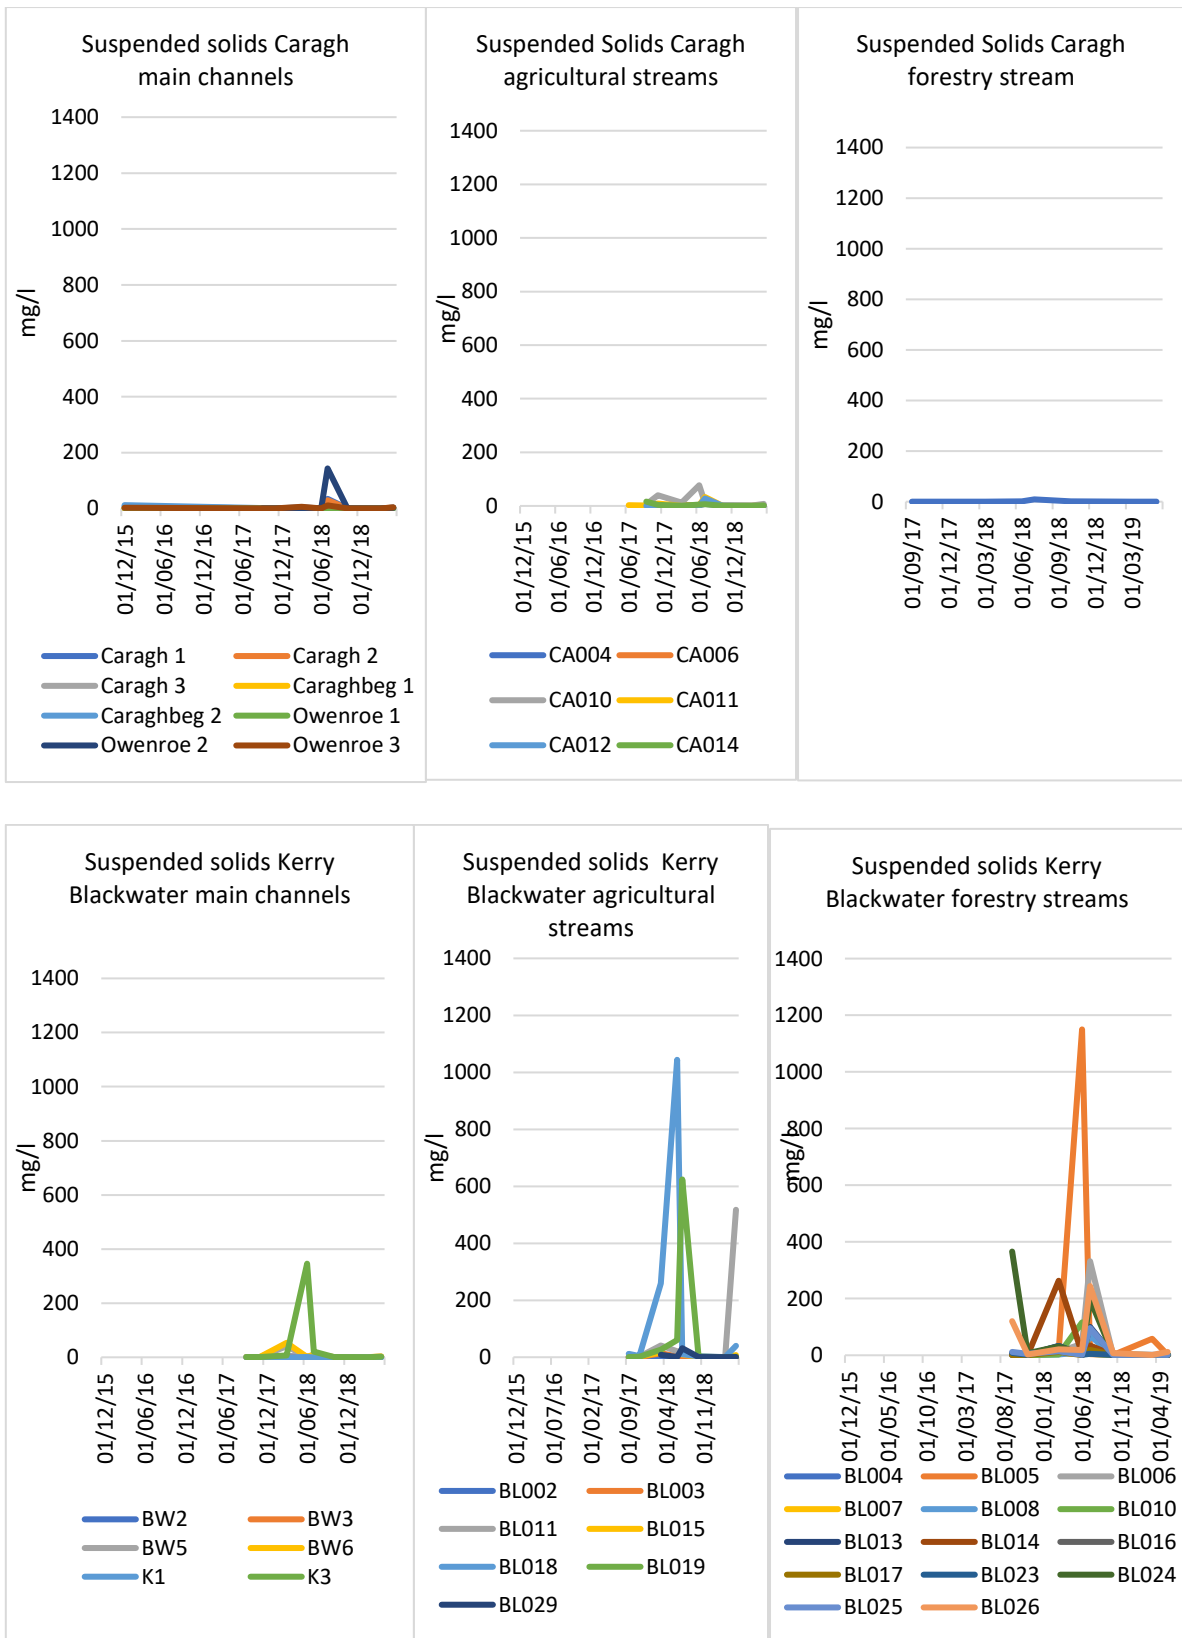 Suspended solids Caragh
main channels
1400
1200
1000
800
600
400
200
0
mg/l
01/12/15
01/06/16
01/12/16
01/06/17
01/12/17
01/06/18
01/12/18
Caragh 1
Caragh 2
Caragh 3
Caraghbeg 1
Caraghbeg 2
Owenroe 1
Owenroe 2
Owenroe 3
Suspended Solids Caragh
agricultural streams
1400
1200
1000
800
600
400
200
0
mg/l
01/12/15
01/06/16
01/12/16
01/06/17
01/12/17
01/06/18
01/12/18
CA004
CA006
CA010
CA011
CA012
CA014
Suspended Solids Caragh
forestry stream
1400
1200
1000
800
600
400
200
0
mg/l
01/09/17
01/12/17
01/03/18
01/06/18
01/09/18
01/12/18
01/03/19
Suspended solids Kerry
Blackwater main channels
1400
1200
1000
800
600
400
200
0
mg/l
01/12/15
01/06/16
01/12/16
01/06/17
01/12/17
01/06/18
01/12/18
BW2
BW3
BW5
BW6
K1
K3
Suspended solids  Kerry
Blackwater agricultural
streams
1400
1200
1000
800
600
400
200
0
mg/l
01/12/15
01/07/16
01/02/17
01/09/17
01/04/18
01/11/18
BL002
BL003
BL011
BL015
BL018
BL019
BL029
Suspended solids Kerry
Blackwater forestry streams
1400
1200
1000
800
600
400
200
0
mg/l
01/12/15
01/05/16
01/10/16
01/03/17
01/08/17
01/01/18
01/06/18
01/11/18
01/04/19
BL004
BL005
BL006
BL007
BL008
BL010
BL013
BL014
BL016
BL017
BL023
BL024
BL025
BL026